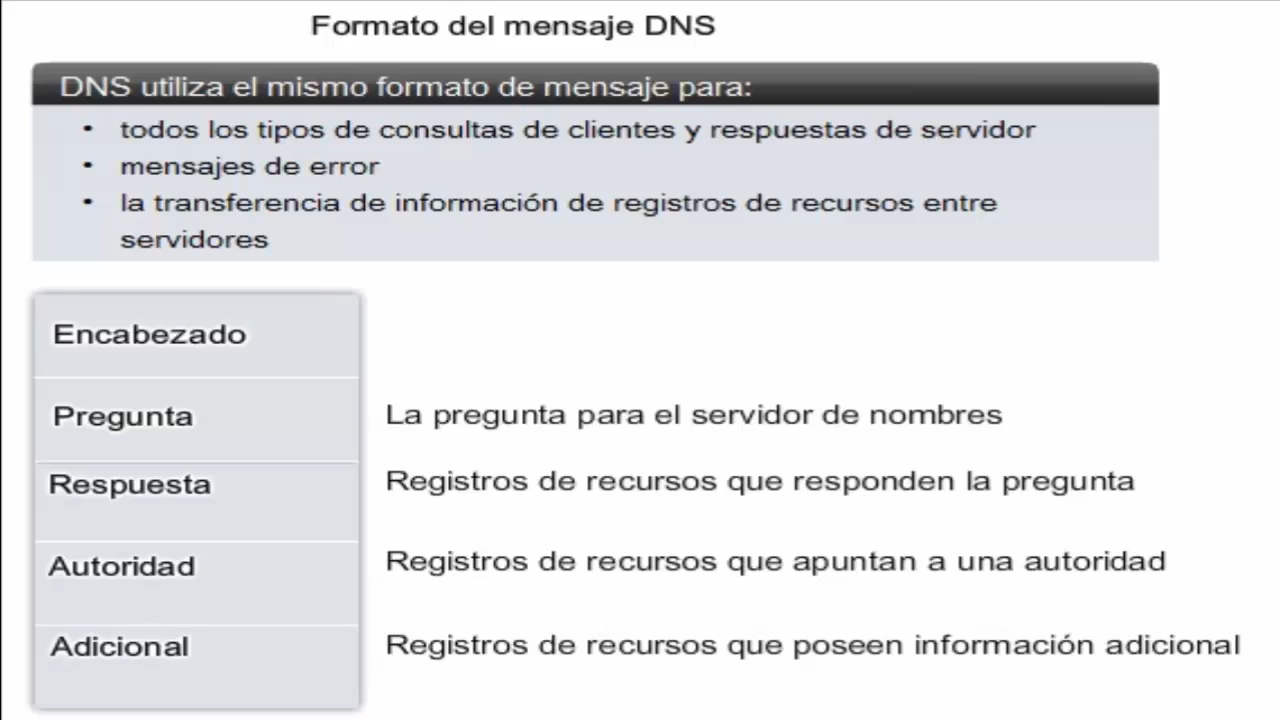 Formato del mensaje DNS
DNS utiliza el mismo formato de mensaje para:
• todos los tipos de consultas de clientes y respuestas de servidor
• mensajes de error
• la transferencia de información de registros de recursos entre
servidores
Encabezado
Pregunta La pregunta para el servidor de nombres
Respuesta Registros de recursos que responden la pregunta
Autoridad Registros de recursos que apuntan a una autoridad
Adicional Registros de recursos que poseen información adicional